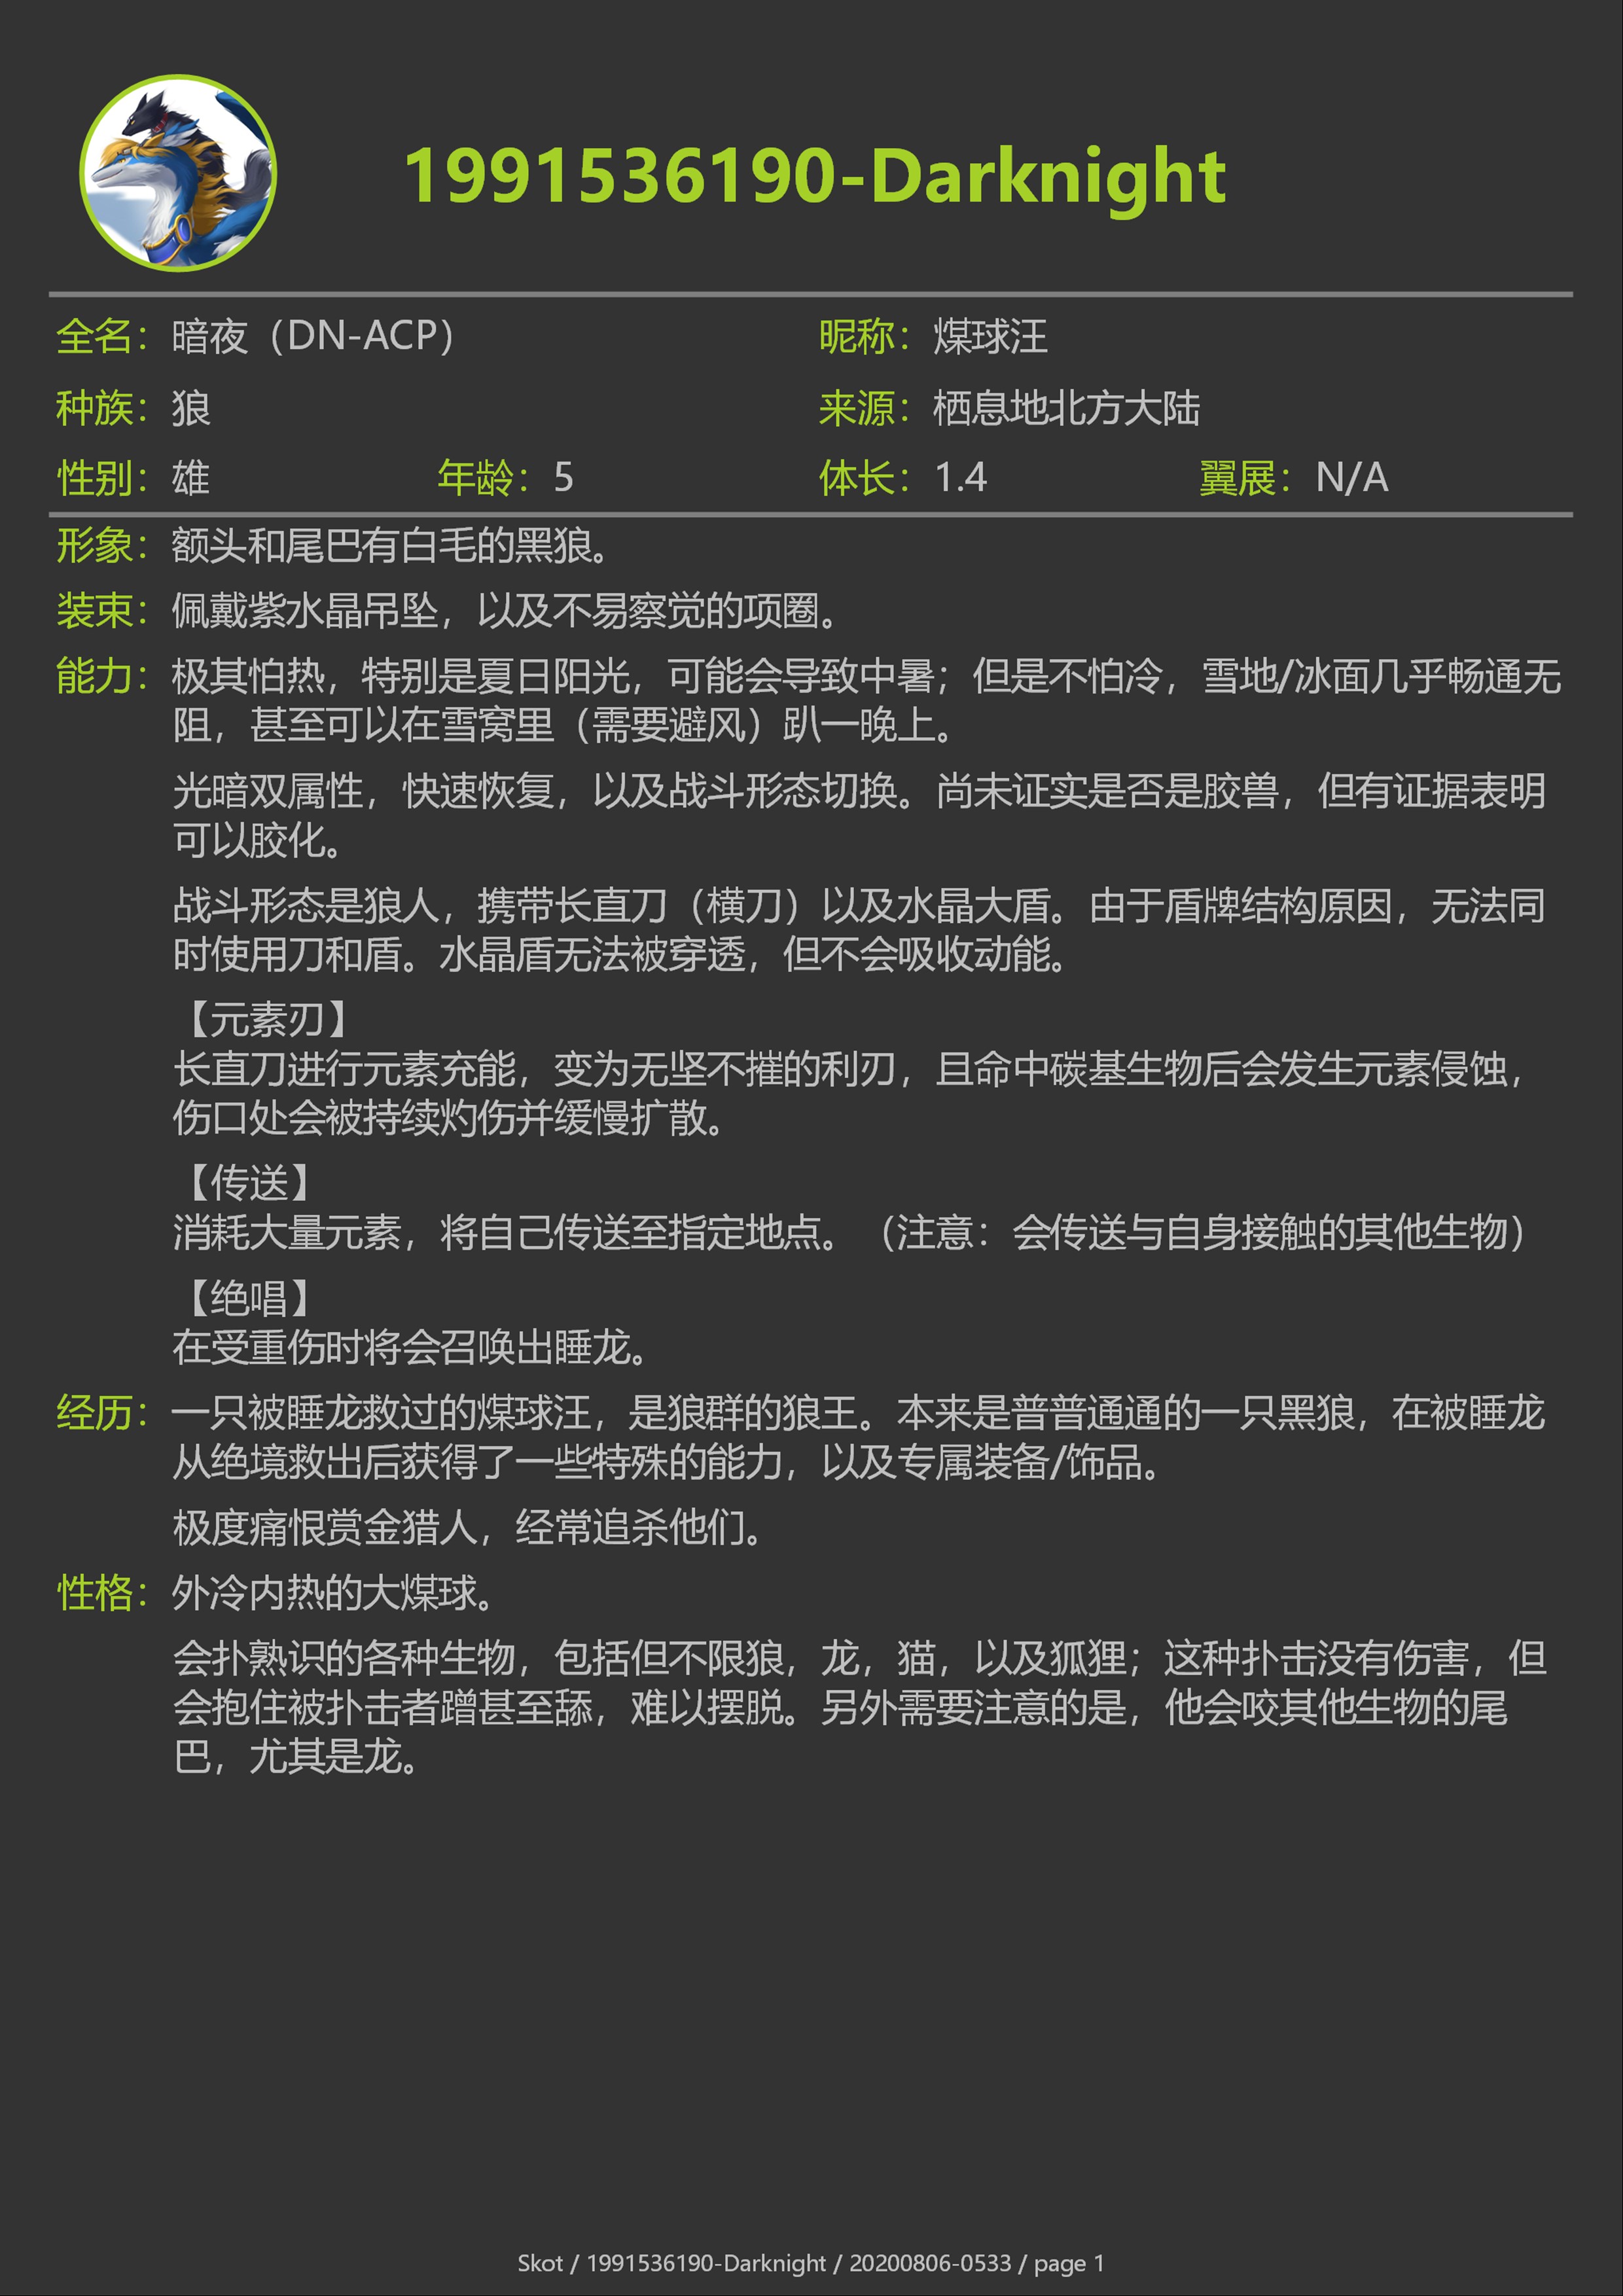 1991536190-Darknight
全名：暗夜（DN-ACP） 昵称：煤球汪
种族：狼 来源：栖息地北方大陆
性别：雄 年龄：5 体长：1.4 翼展：N/A
形象：额头和尾巴有白毛的黑狼。
装束：佩戴紫水晶吊坠，以及不易察觉的项圈。
能力：极其怕热，特别是夏日阳光，可能会导致中暑；但是不怕冷，雪地/冰面几乎畅通无
阻，甚至可以在雪窝里（需要避风）趴一晚上。
光暗双属性，快速恢复，以及战斗形态切换。尚未证实是否是胶兽，但有证据表明
可以胶化。
战斗形态是狼人，携带长直刀（横刀）以及水晶大盾。由于盾牌结构原因，无法同
时使用刀和盾。水晶盾无法被穿透，但不会吸收动能。
【元素刃】
长直刀进行元素充能，变为无坚不摧的利刃，且命中碳基生物后会发生元素侵蚀，
伤口处会被持续灼伤并缓慢扩散。
【传送】
消耗大量元素，将自己传送至指定地点。（注意：会传送与自身接触的其他生物）
【绝唱】
在受重伤时将会召唤出睡龙。
经历：一只被睡龙救过的煤球汪，是狼群的狼王。本来是普普通通的一只黑狼，在被睡龙
从绝境救出后获得了一些特殊的能力，以及专属装备/饰品。
极度痛恨赏金猎人，经常追杀他们。
性格：外冷内热的大煤球。
会扑熟识的各种生物，包括但不限狼，龙，猫，以及狐狸；这种扑击没有伤害，但
会抱住被扑击者蹭甚至舔，难以摆脱。另外需要注意的是，他会咬其他生物的尾
巴，尤其是龙。
Skot / 1991536190-Darknight / 20200806-0533 / page 1